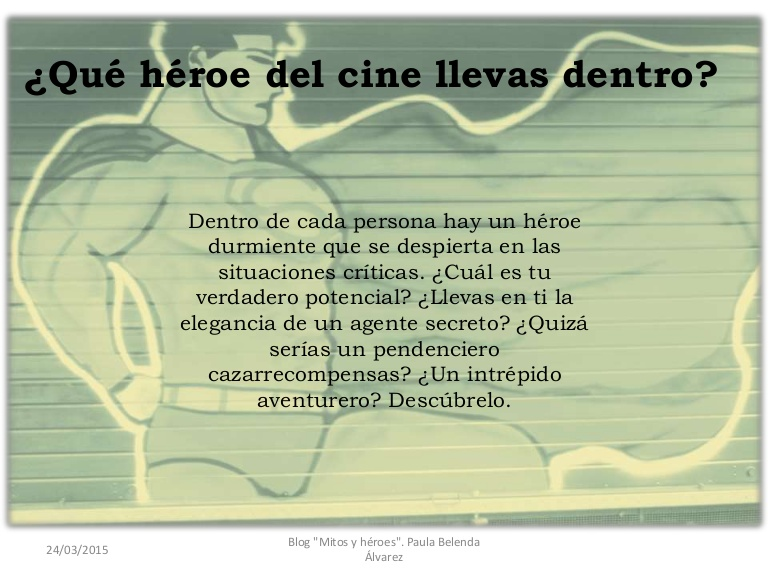 ¿Qué héroe del cine llevas dentro?
Dentro de cada persona hay un héroe
durmiente que se despierta en las
situaciones críticas. ¿Cuál es tu
verdadero potencial? ¿Llevas en ti la
elegancia de un agente secreto? ¿Quizá
serías un pendenciero
cazarrecompensas? ¿Un intrépido
aventurero? Descúbrelo.
24/03/2015
Blog "Mitos y héroes". Paula Belenda
Álvarez